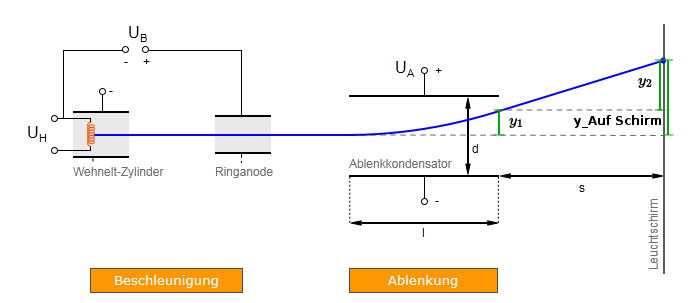 U_B
- +
U_A +
-
y_2
U_H
y_1
y_Auf Schirm
d
Ablenkkondensator
Wehnelt-Zylinder
Ringanode
s
-
l
Leuchtschirm
Beschleunigung
Ablenkung